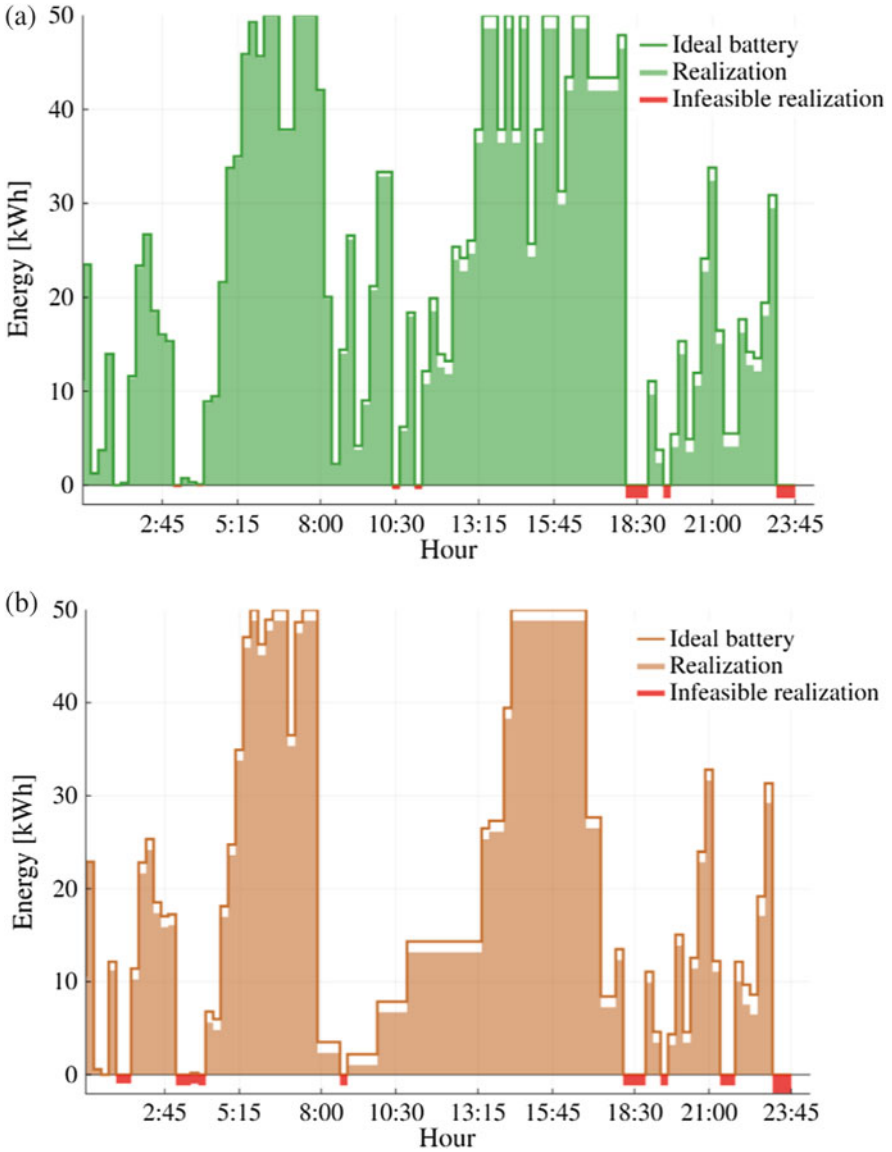 (a)
50
40
30
20
10
0
Energy [kWh]
Ideal battery
Realization
Infeasible realization
2:45 5:15 8:00 10:30 13:15 15:45 18:30 21:00 23:45
Hour
(b)
50
40
30
20
10
0
Energy [kWh]
Ideal battery
Realization
Infeasible realization
2:45 5:15 8:00 10:30 13:15 15:45 18:30 21:00 23:45
Hour